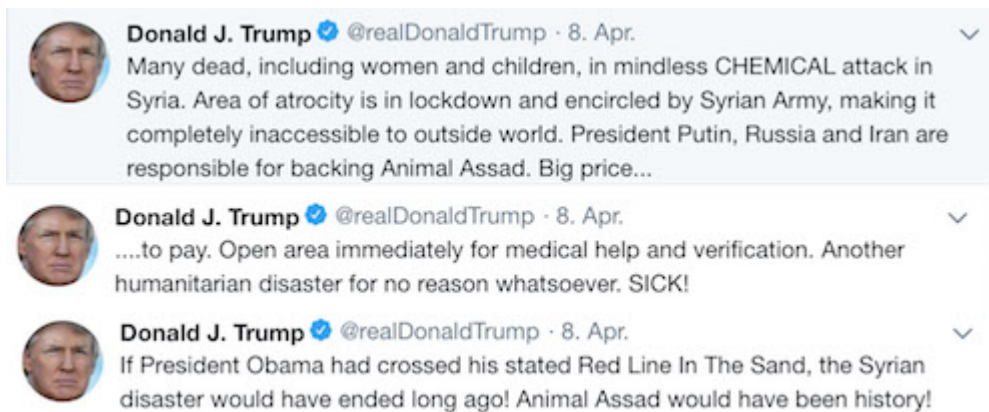 Donald J. Trump @realDonaldTrump · 8. Apr.
Many dead, including women and children, in mindless CHEMICAL attack in
Syria. Area of atrocity is in lockdown and encircled by Syrian Army, making it
completely inaccessible to outside world. President Putin, Russia and Iran are
responsible for backing Animal Assad. Big price...
Donald J. Trump @realDonaldTrump · 8. Apr.
....to pay. Open area immediately for medical help and verification. Another
humanitarian disaster for no reason whatsoever. SICK!
Donald J. Trump @realDonaldTrump · 8. Apr.
If President Obama had crossed his stated Red Line In The Sand, the Syrian
disaster would have ended long ago! Animal Assad would have been history!